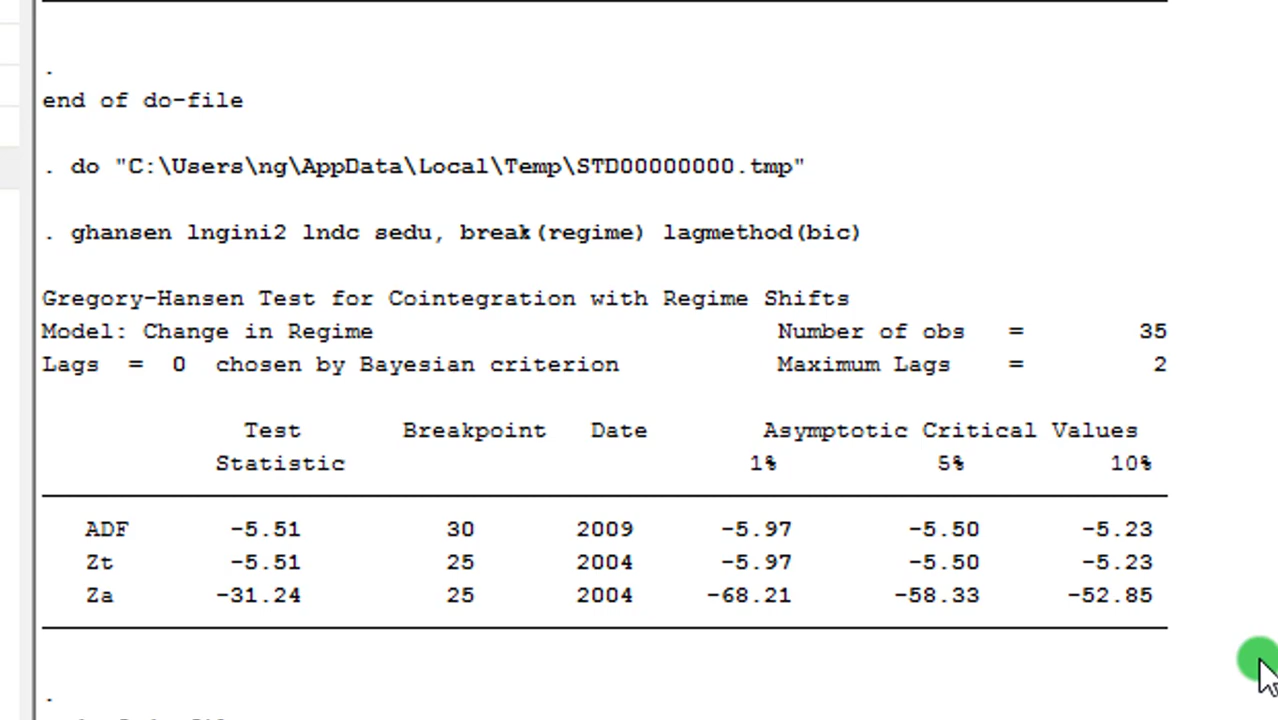 .
end of do-file
. do "C:\Users\ng\AppData\Local\Temp\STD00000000.tmp"
. ghansen lngini2 lndc sedu, break(regime) lagmethod(bic)
Gregory-Hansen Test for Cointegration with Regime Shifts
Model: Change in Regime Number of obs = 35
Lags = 0 chosen by Bayesian criterion Maximum Lags = 2
Test Breakpoint Date Asymptotic Critical Values
Statistic 1% 5% 10%
ADF -5.51 30 2009 -5.97 -5.50 -5.23
Zt -5.51 25 2004 -5.97 -5.50 -5.23
Za -31.24 25 2004 -68.21 -58.33 -52.85
.